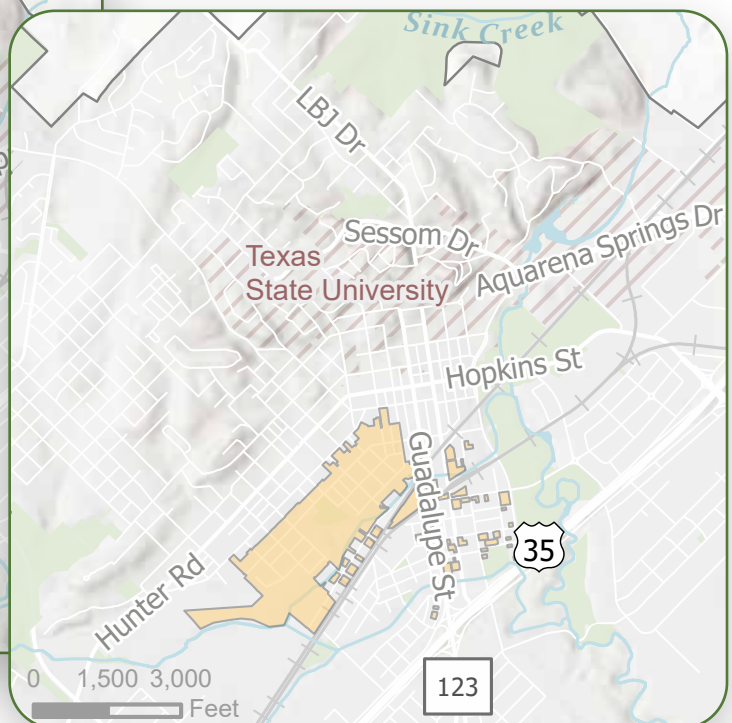 Sink Creek
LBJ Dr
Sessom Dr
Texas
State University
Aquarena Springs Dr
Hopkins St
Guadalupe St
35
Hunter Rd
123
0 1,500 3,000
Feet